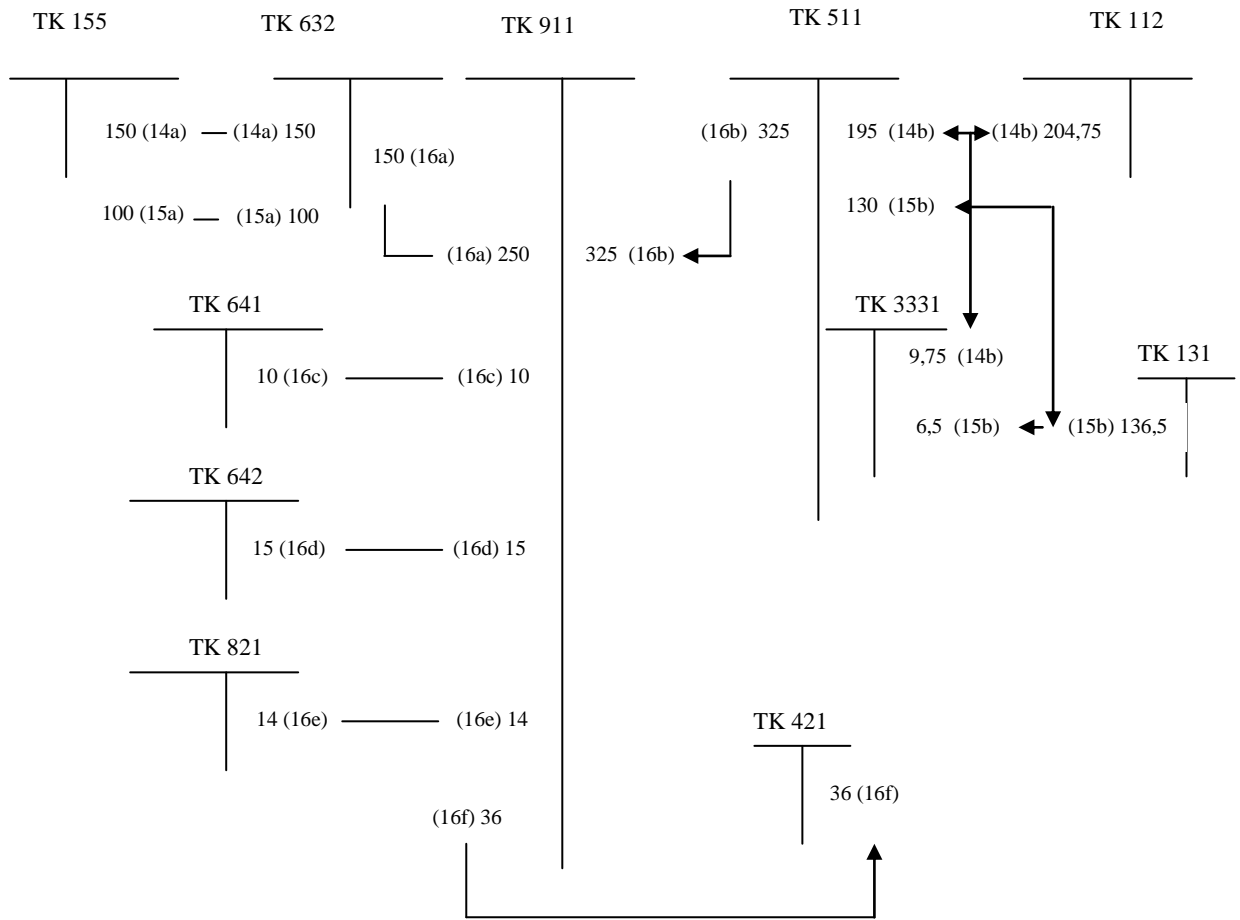 TK 155 TK 632 TK 911 TK 511 TK 112
150 (14a) (14a) 150 (16b) 325 195 (14b) (14b) 204,75
150 (16a)
100 (15a) (15a) 100 130 (15b)
(16a) 250 325 (16b)
TK 641 TK 3331
9,75 (14b) TK 131
10 (16c) (16c) 10
6,5 (15b) (15b) 136,5
TK 642
15 (16d) (16d) 15
TK 821
14 (16e) (16e) 14 TK 421
36 (16f)
(16f) 36